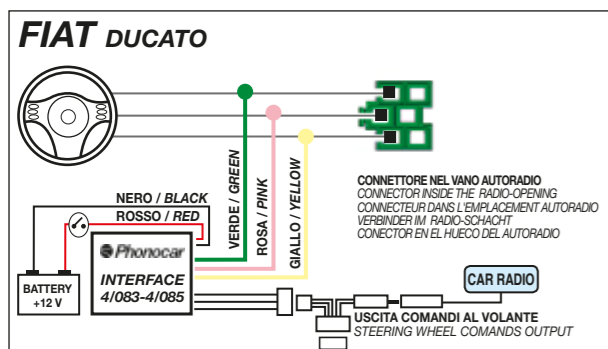 FIAT DUCATO
VERDE / GREEN
ROSA / PINK
GIALLO / YELLOW
CONNETTORE NEL VANO AUTORADIO
CONNECTOR INSIDE THE RADIO-OPENING
CONNECTEUR DANS L'EMPLACEMENT AUTORADIO
VERBINDER IM RADIO-SCHACHT
CONECTOR EN EL HUECO DEL AUTORADIO
NERO / BLACK
ROSSO / RED
Phonocar
INTERFACE
4/083-4/085
BATTERY
+12 V
CAR RADIO
USCITA COMANDI AL VOLANTE
STEERING WHEEL COMANDS OUTPUT